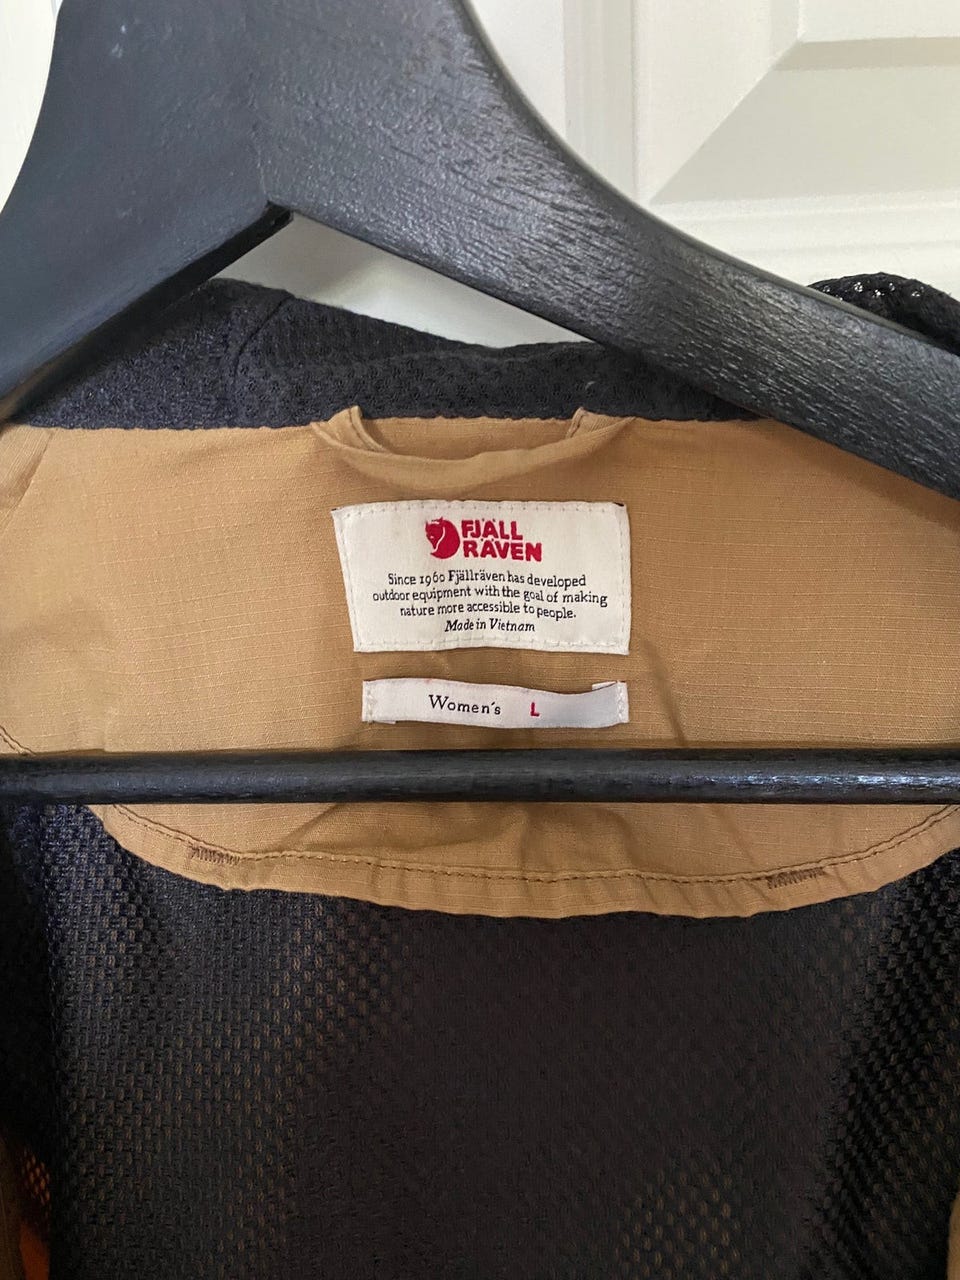 FJÄLL
RÄVEN
Since 1960 Fjällräven has developed
outdoor equipment with the goal of making
nature more accessible to people.
Made in Vietnam
Women's L